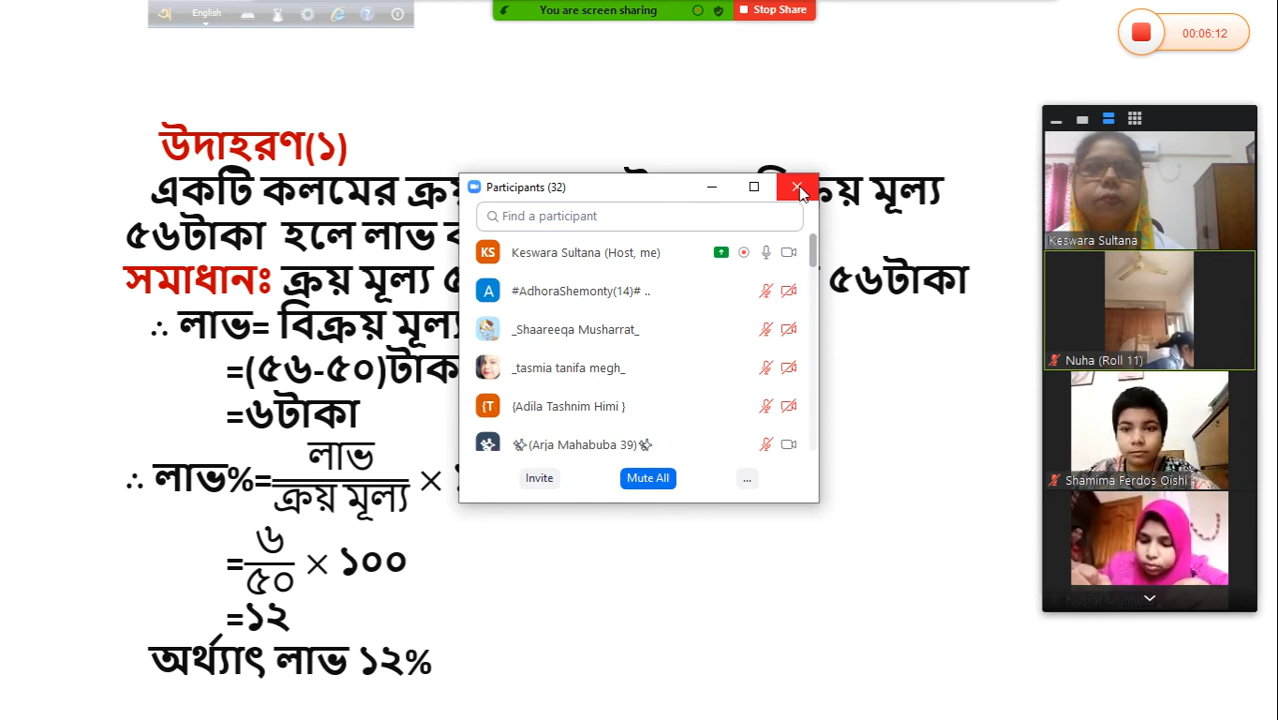 English
You are screen sharing
Stop Share
00:06:12
উদাহরণ(১)
একটি কলমের ক্রয় বিক্রয় মূল্য
৫৬টাকা হলে লাভ
সমাধানঃ ক্রয় মূল্য ৫৬টাকা
∴ লাভ= বিক্রয় মূল্য
=(৫৬-৫০)টাকা
=৬টাকা
∴ লাভ%=লাভ/ক্রয় মূল্য ×
=৬/৫০ × ১০০
=১২
অর্থ্যাৎ লাভ ১২%
Participants (32)
Find a participant
KS Keswara Sultana (Host, me)
A #AdhoraShemonty(14)# ..
_Shaareeqa Musharrat_
_tasmia tanifa megh_
{T {Adila Tashnim Himi }
(Arja Mahabuba 39)
Invite
Mute All
...
Keswara Sultana
Nuha (Roll 11)
Shamima Ferdos Oishi